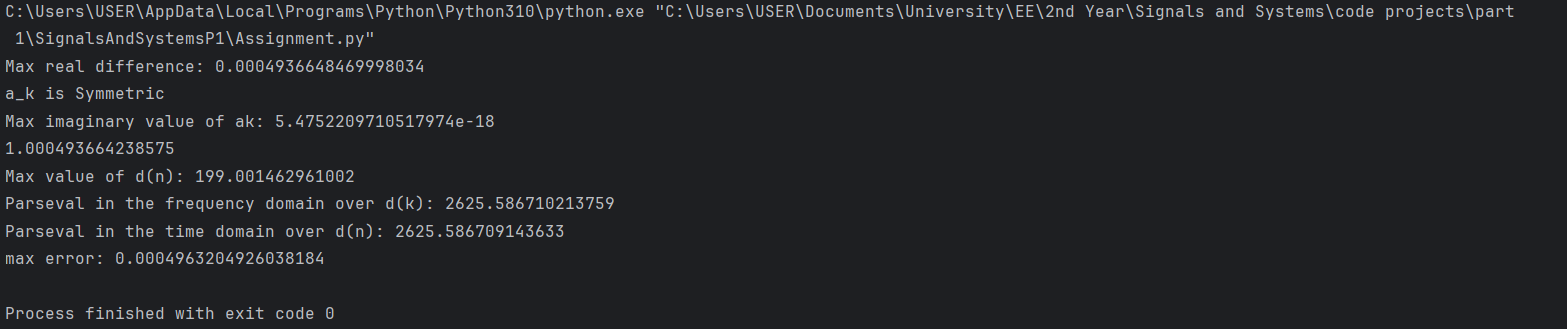 C:\Users\USER\AppData\Local\Programs\Python\Python310\python.exe "C:\Users\USER\Documents\University\EE\2nd Year\Signals and Systems\code projects\part
1\SignalsAndSystemsP1\Assignment.py"
Max real difference: 0.0004936648469998034
a_k is Symmetric
Max imaginary value of ak: 5.4752209710517974e-18
1.000493664238575
Max value of d(n): 199.001462961002
Parseval in the frequency domain over d(k): 2625.586710213759
Parseval in the time domain over d(n): 2625.586709143633
max error: 0.0004963204926038184
Process finished with exit code 0